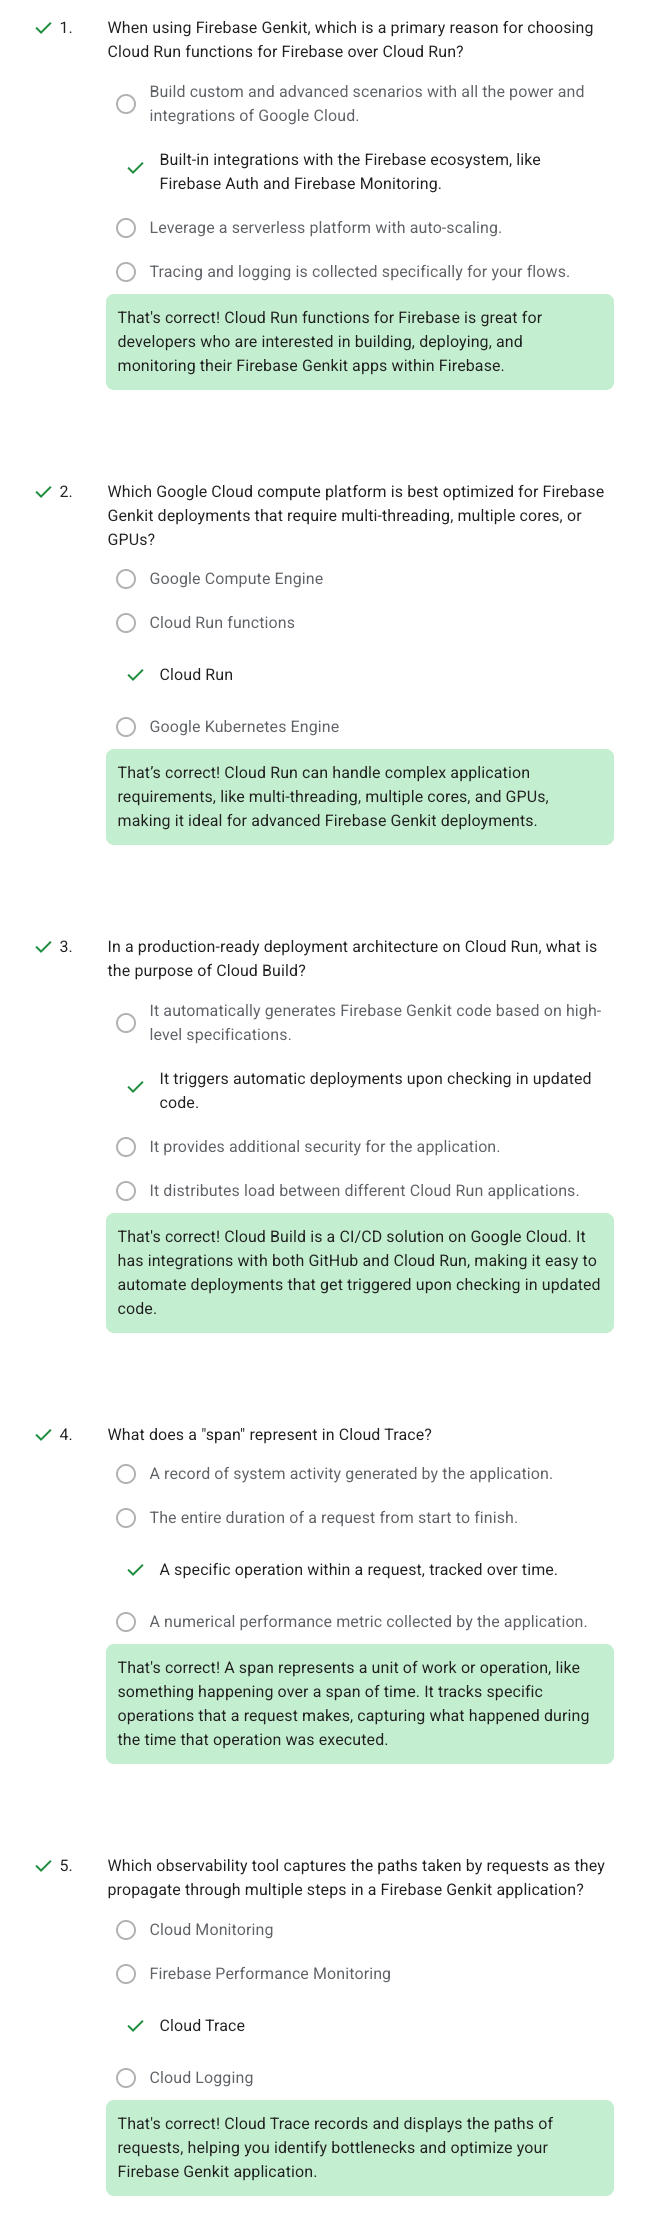 1. When using Firebase Genkit, which is a primary reason for choosing
Cloud Run functions for Firebase over Cloud Run?
Build custom and advanced scenarios with all the power and
integrations of Google Cloud.
Built-in integrations with the Firebase ecosystem, like
Firebase Auth and Firebase Monitoring.
Leverage a serverless platform with auto-scaling.
Tracing and logging is collected specifically for your flows.
That's correct! Cloud Run functions for Firebase is great for
developers who are interested in building, deploying, and
monitoring their Firebase Genkit apps within Firebase.
2. Which Google Cloud compute platform is best optimized for Firebase
Genkit deployments that require multi-threading, multiple cores, or
GPUs?
Google Compute Engine
Cloud Run functions
Cloud Run
Google Kubernetes Engine
That’s correct! Cloud Run can handle complex application
requirements, like multi-threading, multiple cores, and GPUs,
making it ideal for advanced Firebase Genkit deployments.
3. In a production-ready deployment architecture on Cloud Run, what is
the purpose of Cloud Build?
It automatically generates Firebase Genkit code based on high-
level specifications.
It triggers automatic deployments upon checking in updated
code.
It provides additional security for the application.
It distributes load between different Cloud Run applications.
That's correct! Cloud Build is a CI/CD solution on Google Cloud. It
has integrations with both GitHub and Cloud Run, making it easy to
automate deployments that get triggered upon checking in updated
code.
4. What does a "span" represent in Cloud Trace?
A record of system activity generated by the application.
The entire duration of a request from start to finish.
A specific operation within a request, tracked over time.
A numerical performance metric collected by the application.
That's correct! A span represents a unit of work or operation, like
something happening over a span of time. It tracks specific
operations that a request makes, capturing what happened during
the time that operation was executed.
5. Which observability tool captures the paths taken by requests as they
propagate through multiple steps in a Firebase Genkit application?
Cloud Monitoring
Firebase Performance Monitoring
Cloud Trace
Cloud Logging
That's correct! Cloud Trace records and displays the paths of
requests, helping you identify bottlenecks and optimize your
Firebase Genkit application.